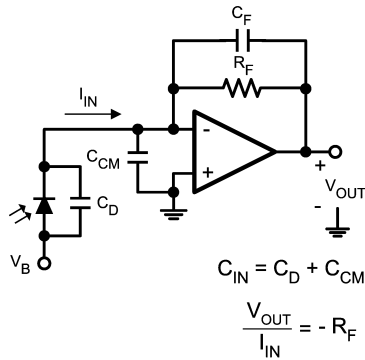 C_F
R_F
I_IN
-
+
C_CM
C_D
V_B
+
V_OUT
-
C_IN = C_D + C_CM
V_OUT / I_IN = - R_F